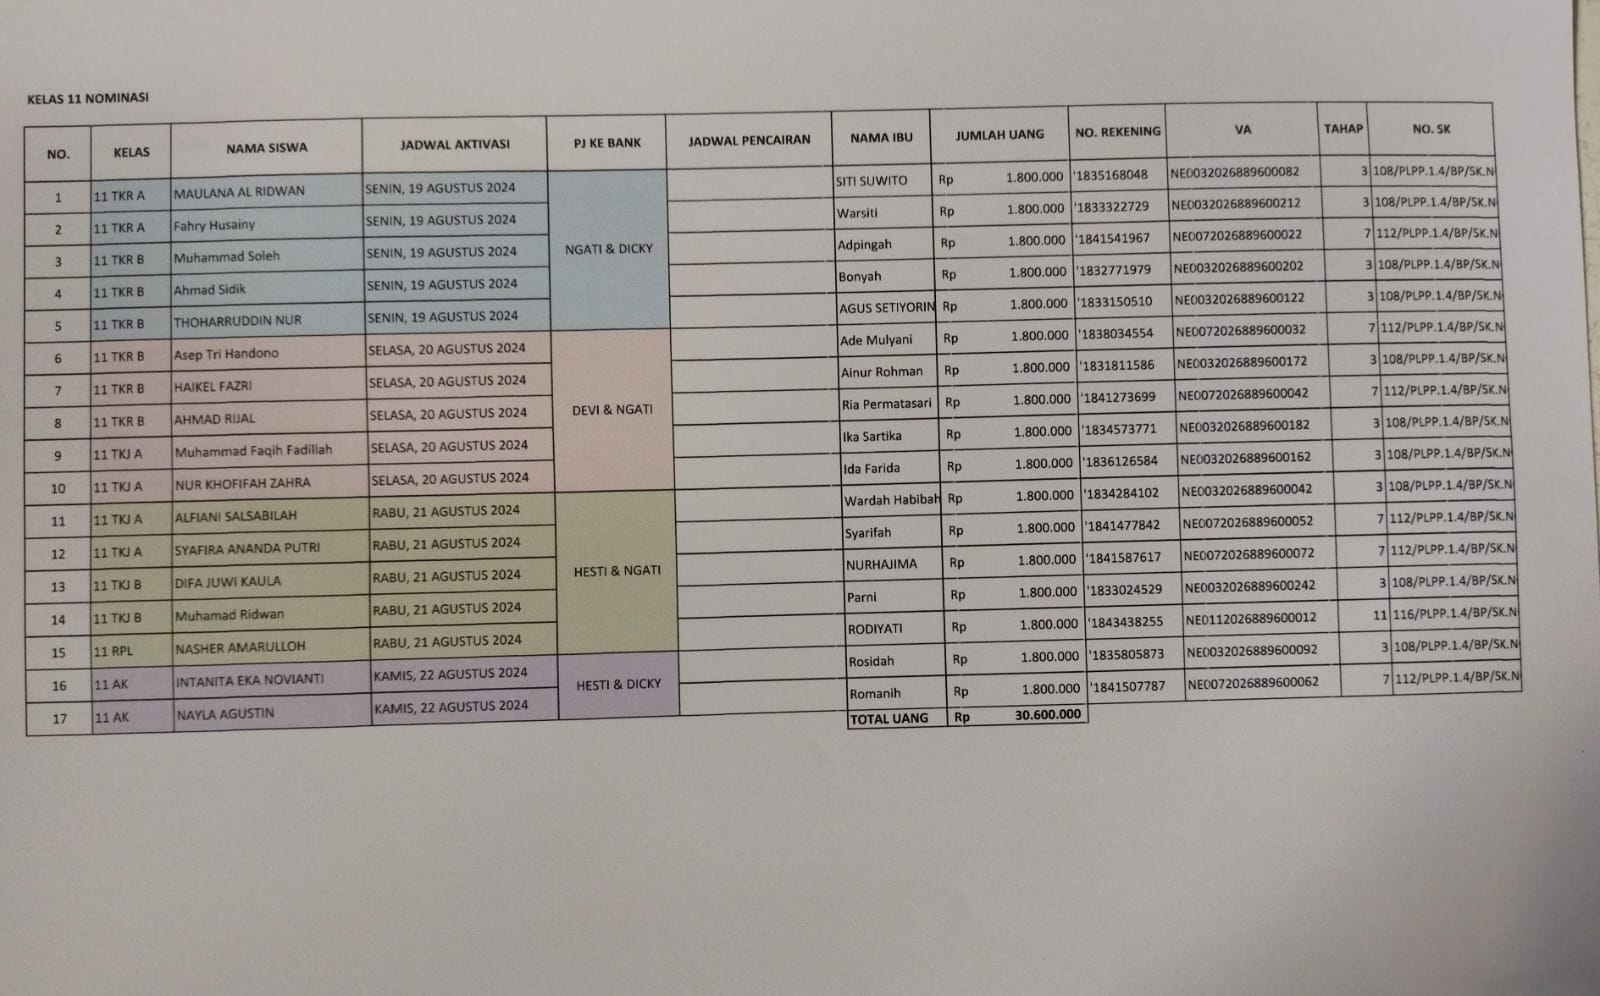 KELAS 11 NOMINASI
NO. KELAS NAMA SISWA JADWAL AKTIVASI PJ KE BANK JADWAL PENCAIRAN NAMA IBU JUMLAH UANG NO. REKENING VA TAHAP NO. SK
1 11 TKR A MAULANA AL RIDWAN SENIN, 19 AGUSTUS 2024 SITI SUWITO Rp 1.800.000 '1835168048 NE0032026889600082 3 108/PLPP.1.4/BP/SK.N
2 11 TKR A Fahry Husainy SENIN, 19 AGUSTUS 2024 Warsiti Rp 1.800.000 '1833322729 NE0032026889600212 3 108/PLPP.1.4/BP/SK.N
3 11 TKR B Muhammad Soleh SENIN, 19 AGUSTUS 2024 NGATI & DICKY Adpingah Rp 1.800.000 '1841541967 NE0072026889600022 7 112/PLPP.1.4/BP/SK.N
4 11 TKR B Ahmad Sidik SENIN, 19 AGUSTUS 2024 Bonyah Rp 1.800.000 '1832771979 NE0032026889600202 3 108/PLPP.1.4/BP/SK.N
5 11 TKR B THOHARRUDDIN NUR SENIN, 19 AGUSTUS 2024 AGUS SETIYORIN Rp 1.800.000 '1833150510 NE0032026889600122 3 108/PLPP.1.4/BP/SK.N
6 11 TKR B Asep Tri Handono SELASA, 20 AGUSTUS 2024 Ade Mulyani Rp 1.800.000 '1838034554 NE0072026889600032 7 112/PLPP.1.4/BP/SK.N
7 11 TKR B HAIKEL FAZRI SELASA, 20 AGUSTUS 2024 Ainur Rohman Rp 1.800.000 '1831811586 NE0032026889600172 3 108/PLPP.1.4/BP/SK.N
8 11 TKR B AHMAD RIJAL SELASA, 20 AGUSTUS 2024 DEVI & NGATI Ria Permatasari Rp 1.800.000 '1841273699 NE0072026889600042 7 112/PLPP.1.4/BP/SK.N
9 11 TKJ A Muhammad Faqih Fadillah SELASA, 20 AGUSTUS 2024 Ika Sartika Rp 1.800.000 '1834573771 NE0032026889600182 3 108/PLPP.1.4/BP/SK.N
10 11 TKJ A NUR KHOFIFAH ZAHRA SELASA, 20 AGUSTUS 2024 Ida Farida Rp 1.800.000 '1836126584 NE0032026889600162 3 108/PLPP.1.4/BP/SK.N
11 11 TKJ A ALFIANI SALSABILAH RABU, 21 AGUSTUS 2024 Wardah Habibah Rp 1.800.000 '1834284102 NE0032026889600042 3 108/PLPP.1.4/BP/SK.N
12 11 TKJ A SYAFIRA ANANDA PUTRI RABU, 21 AGUSTUS 2024 Syarifah Rp 1.800.000 '1841477842 NE0072026889600052 7 112/PLPP.1.4/BP/SK.N
13 11 TKJ B DIFA JUWI KAULA RABU, 21 AGUSTUS 2024 HESTI & NGATI NURHAJIMA Rp 1.800.000 '1841587617 NE0072026889600072 7 112/PLPP.1.4/BP/SK.N
14 11 TKJ B Muhamad Ridwan RABU, 21 AGUSTUS 2024 Parni Rp 1.800.000 '1833024529 NE0032026889600242 3 108/PLPP.1.4/BP/SK.N
15 11 RPL NASHER AMARULLOH RABU, 21 AGUSTUS 2024 RODIYATI Rp 1.800.000 '1843438255 NE0112026889600012 11 116/PLPP.1.4/BP/SK.N
16 11 AK INTANITA EKA NOVIANTI KAMIS, 22 AGUSTUS 2024 HESTI & DICKY Rosidah Rp 1.800.000 '1835805873 NE0032026889600092 3 108/PLPP.1.4/BP/SK.N
17 11 AK NAYLA AGUSTIN KAMIS, 22 AGUSTUS 2024 Romanih Rp 1.800.000 '1841507787 NE0072026889600062 7 112/PLPP.1.4/BP/SK.N
TOTAL UANG Rp 30.600.000